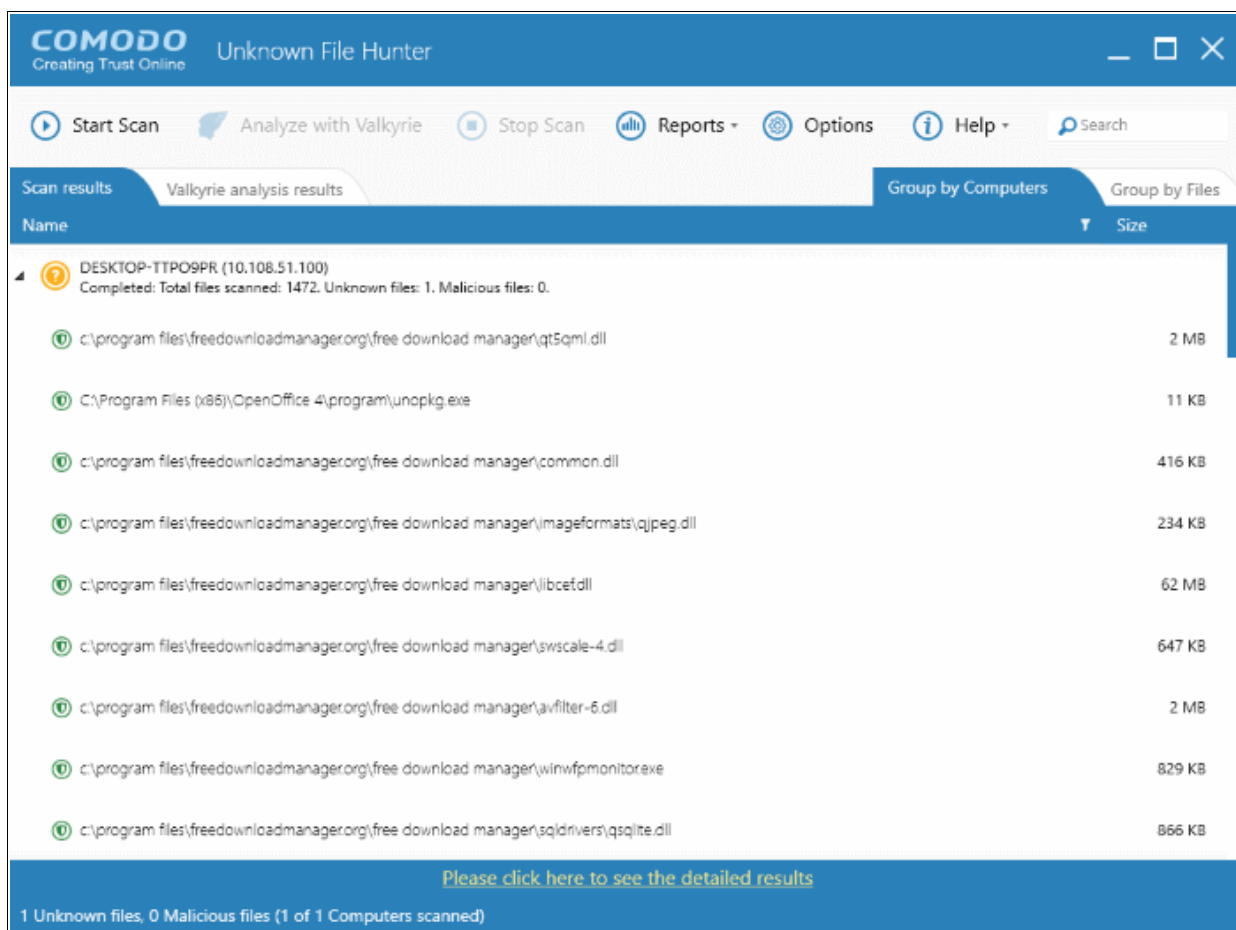 COMODO
Creating Trust Online
Unknown File Hunter
Start Scan
Analyze with Valkyrie
Stop Scan
Reports
Options
Help
Search
Scan results
Valkyrie analysis results
Group by Computers
Group by Files
Name
Size
DESKTOP-TTPO9PR (10.108.51.100)
Completed: Total files scanned: 1472. Unknown files: 1. Malicious files: 0.
c:\program files\freedownloadmanager.org\free download manager\qt5qml.dll 2 MB
C:\Program Files (x86)\OpenOffice 4\program\unopkg.exe 11 KB
c:\program files\freedownloadmanager.org\free download manager\common.dll 416 KB
c:\program files\freedownloadmanager.org\free download manager\imageformats\qjpeg.dll 234 KB
c:\program files\freedownloadmanager.org\free download manager\libcef.dll 62 MB
c:\program files\freedownloadmanager.org\free download manager\swscale-4.dll 647 KB
c:\program files\freedownloadmanager.org\free download manager\avfilter-6.dll 2 MB
c:\program files\freedownloadmanager.org\free download manager\winwfpmonitor.exe 829 KB
c:\program files\freedownloadmanager.org\free download manager\sqldrivers\qsqlite.dll 866 KB
Please click here to see the detailed results
1 Unknown files, 0 Malicious files (1 of 1 Computers scanned)